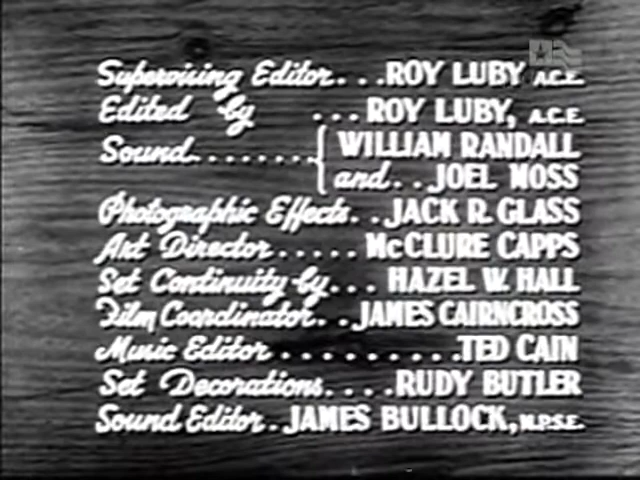 Supervising Editor...ROY LUBY A.C.E.
Edited by ...ROY LUBY, A.C.E.
Sound........{ WILLIAM RANDALL
and..JOEL MOSS
Photographic Effects..JACK R. GLASS
Art Director.....McCLURE CAPPS
Set Continuity by...HAZEL W. HALL
Film Coordinator..JAMES CAIRNCROSS
Music Editor..........TED CAIN
Set Decorations....RUDY BUTLER
Sound Editor..JAMES BULLOCK, M.P.S.E.